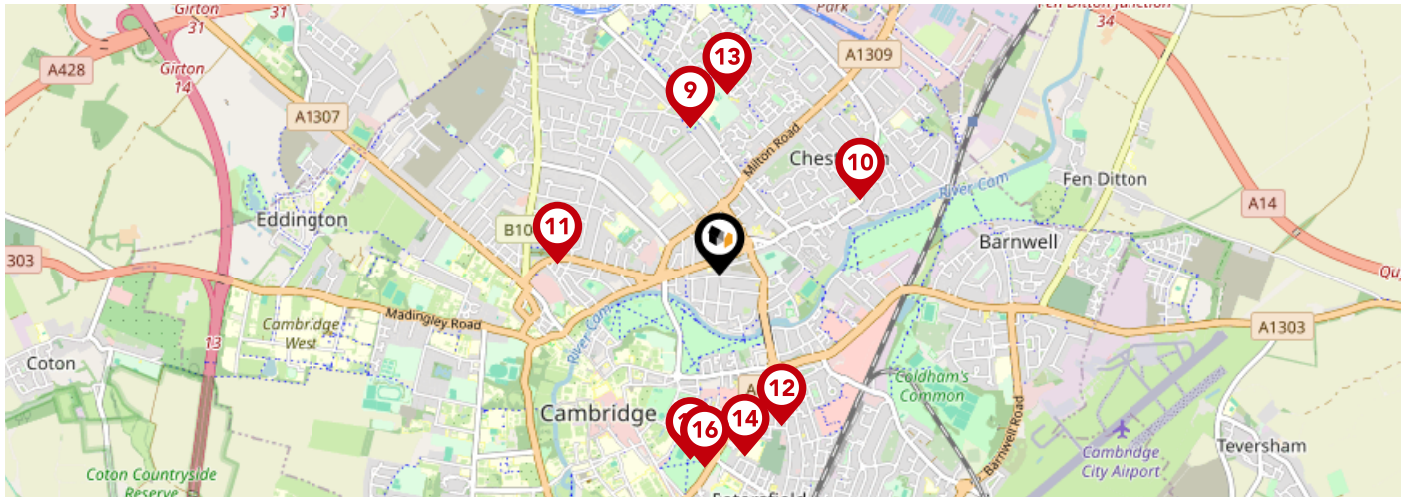 Girton
31
31
Park
Fen Ditton Junction
34
A428
Girton
14
13
A1309
9
A1307
Milton Road
10
River Cam
Fen Ditton
A14
Eddington
11
B10
Barnwell
303
Madingley Road
River Cam
Cambridge
West
13
A1303
Coton
Coldham's
Common
12
Cambridge
16
14
Barnwell Road
Cambridge
City Airport
Teversham
Coton Countryside
Reserve